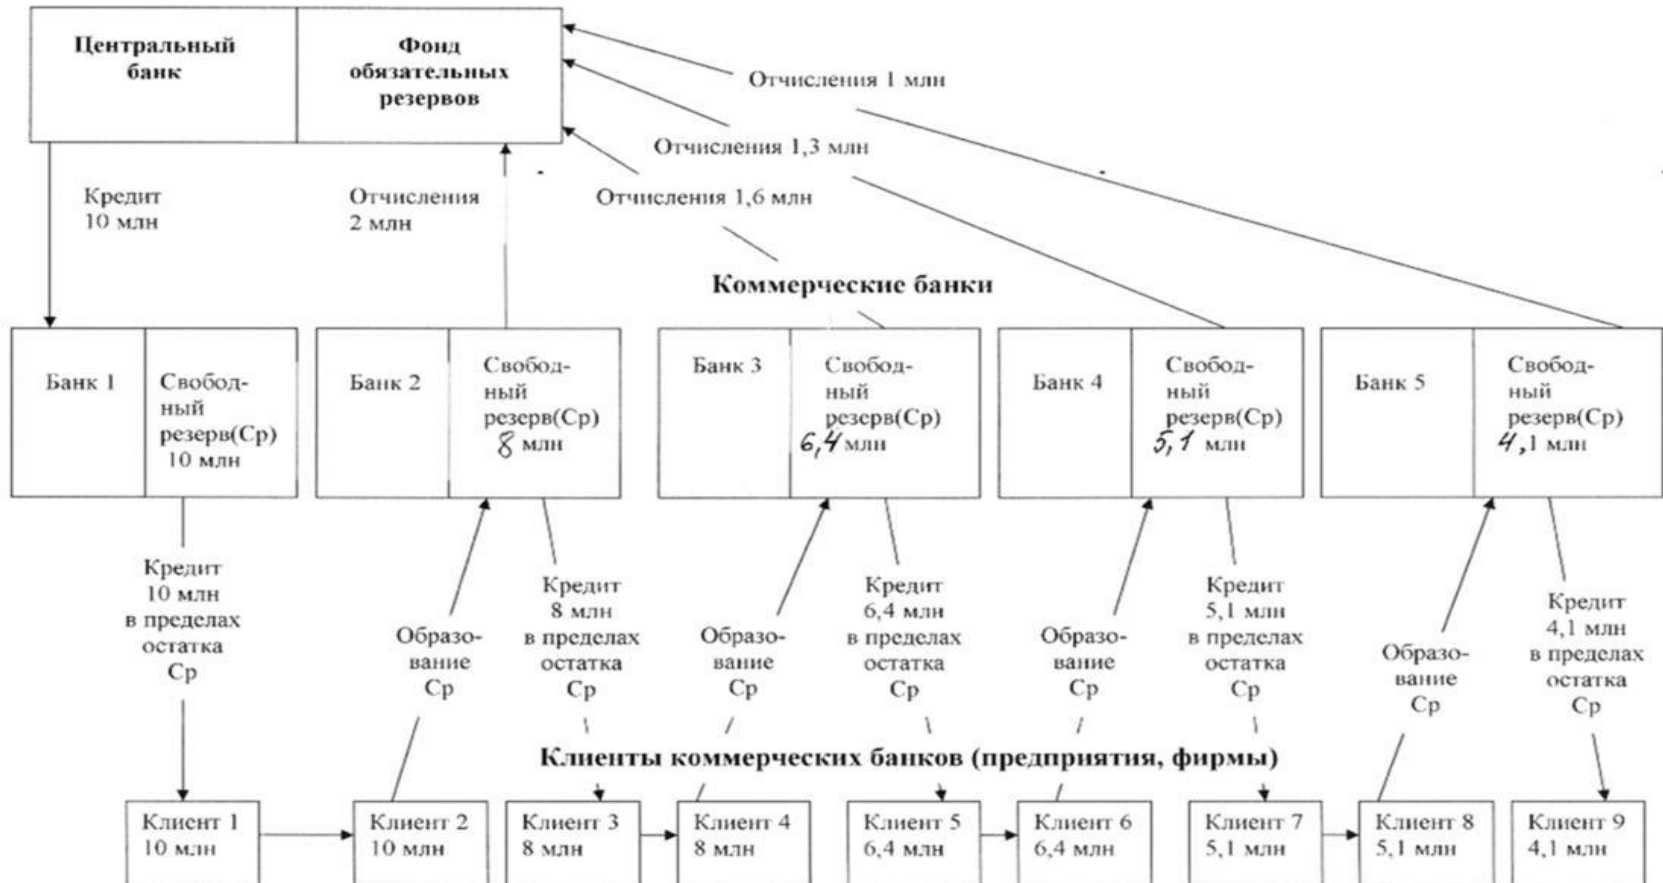 Центральный
банк
Фонд
обязательных
резервов
Отчисления 1 млн
Отчисления 1,3 млн
Отчисления 1,6 млн
Кредит
10 млн
Отчисления
2 млн
Коммерческие банки
Банк 1
Свобод-
ный
резерв(Ср)
10 млн
Банк 2
Свобод-
ный
резерв(Ср)
8 млн
Банк 3
Свобод-
ный
резерв(Ср)
6,4 млн
Банк 4
Свобод-
ный
резерв(Ср)
5,1 млн
Банк 5
Свобод-
ный
резерв(Ср)
4,1 млн
Кредит
10 млн
в пределах
остатка
Ср
Образо-
вание
Ср
Кредит
8 млн
в пределах
остатка
Ср
Образо-
вание
Ср
Кредит
6,4 млн
в пределах
остатка
Ср
Образо-
вание
Ср
Кредит
5,1 млн
в пределах
остатка
Ср
Образо-
вание
Ср
Кредит
4,1 млн
в пределах
остатка
Ср
Клиенты коммерческих банков (предприятия, фирмы)
Клиент 1
10 млн
Клиент 2
10 млн
Клиент 3
8 млн
Клиент 4
8 млн
Клиент 5
6,4 млн
Клиент 6
6,4 млн
Клиент 7
5,1 млн
Клиент 8
5,1 млн
Клиент 9
4,1 млн